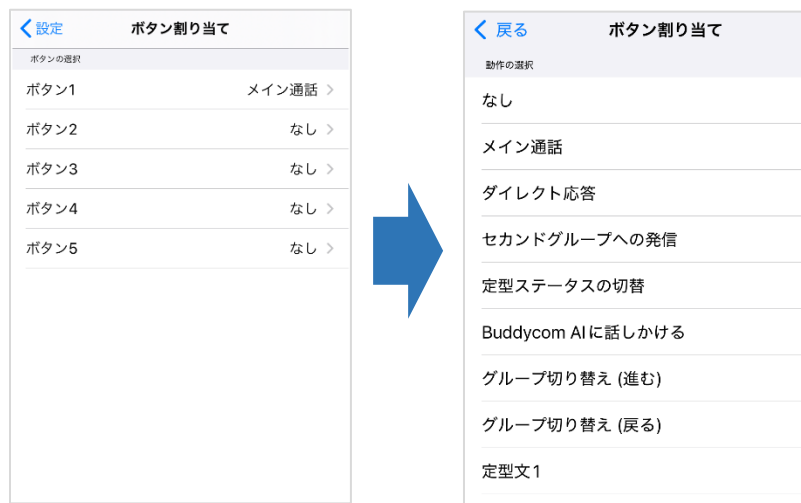 設定 ボタン割り当て
ボタンの選択
ボタン1 メイン通話
ボタン2 なし
ボタン3 なし
ボタン4 なし
ボタン5 なし
戻る ボタン割り当て
動作の選択
なし
メイン通話
ダイレクト応答
セカンドグループへの発信
定型ステータスの切替
Buddycom AIに話しかける
グループ切り替え (進む)
グループ切り替え (戻る)
定型文1